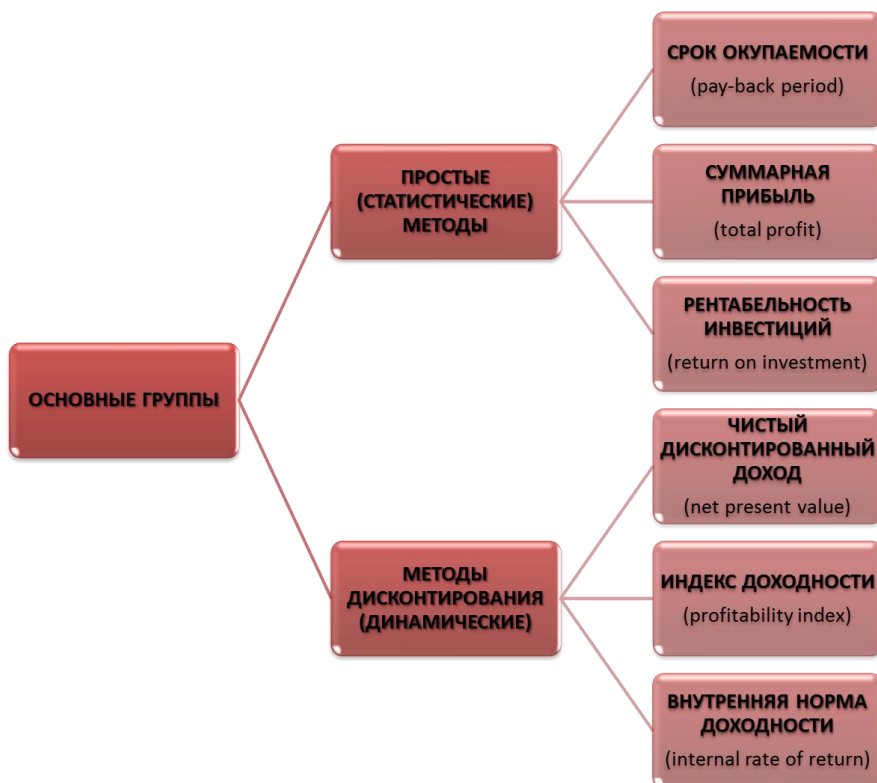 ОСНОВНЫЕ ГРУППЫ
ПРОСТЫЕ
(СТАТИСТИЧЕСКИЕ)
МЕТОДЫ
СРОК ОКУПАЕМОСТИ
(pay-back period)
СУММАРНАЯ
ПРИБЫЛЬ
(total profit)
РЕНТАБЕЛЬНОСТЬ
ИНВЕСТИЦИЙ
(return on investment)
МЕТОДЫ
ДИСКОНТИРОВАНИЯ
(ДИНАМИЧЕСКИЕ)
ЧИСТЫЙ
ДИСКОНТИРОВАННЫЙ
ДОХОД
(net present value)
ИНДЕКС ДОХОДНОСТИ
(profitability index)
ВНУТРЕННЯЯ НОРМА
ДОХОДНОСТИ
(internal rate of return)